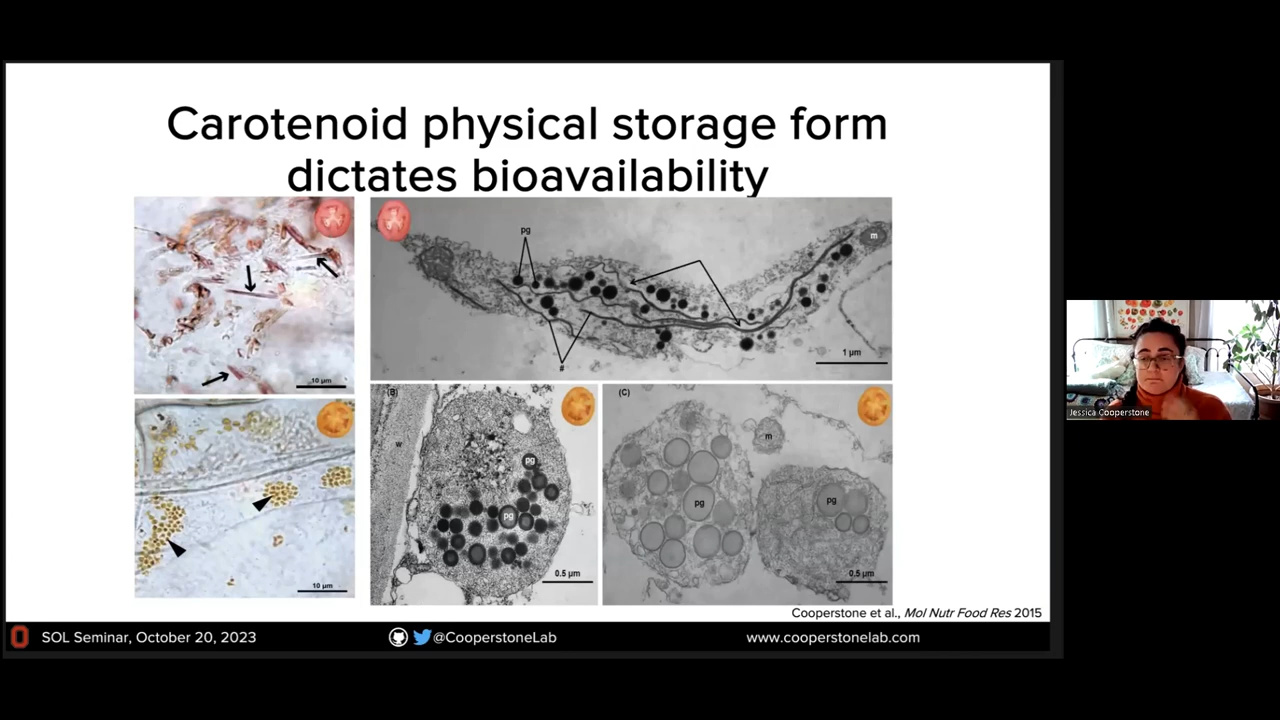 Carotenoid physical storage form
dictates bioavailability
10 µm
pg
m
#
1 µm
10 µm
(B)
w
pg
pg
0.5 µm
(C)
m
pg
pg
0.5 µm
Cooperstone et al., Mol Nutr Food Res 2015
SOL Seminar, October 20, 2023
@CooperstoneLab
www.cooperstonelab.com
Jessica Cooperstone